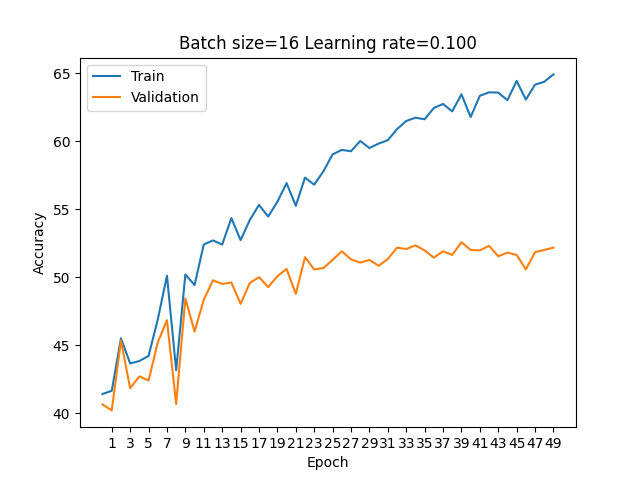 Batch size=16 Learning rate=0.100
Train
Validation
65
60
55
50
45
40
Accuracy
1 3 5 7 9 11 13 15 17 19 21 23 25 27 29 31 33 35 37 39 41 43 45 47 49
Epoch